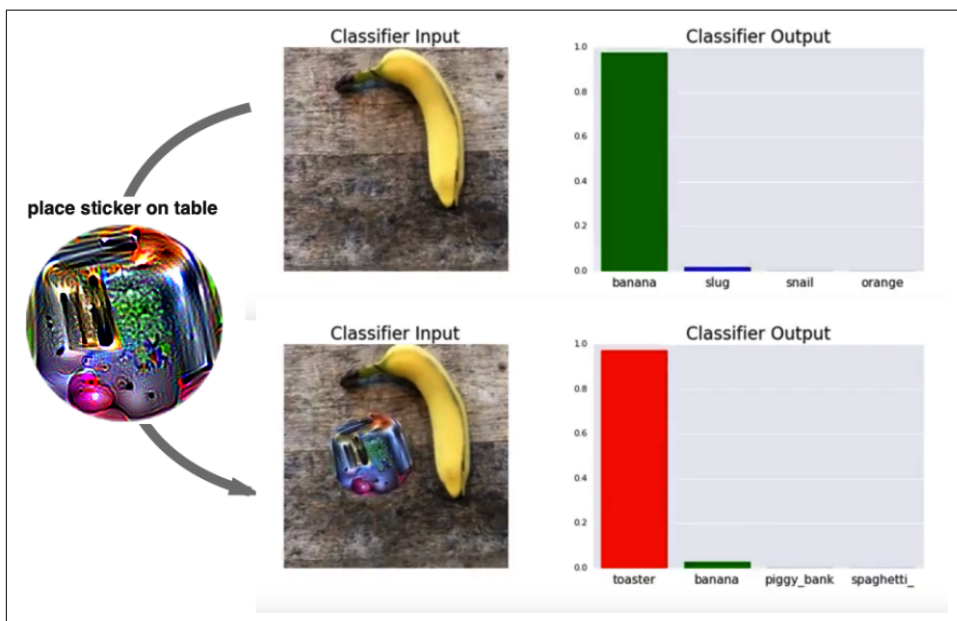 Classifier Input
Classifier Output
1.0
0.8
0.6
0.4
0.2
0.0
banana slug snail orange
place sticker on table
Classifier Input
Classifier Output
1.0
0.8
0.6
0.4
0.2
0.0
toaster banana piggy_bank spaghetti_